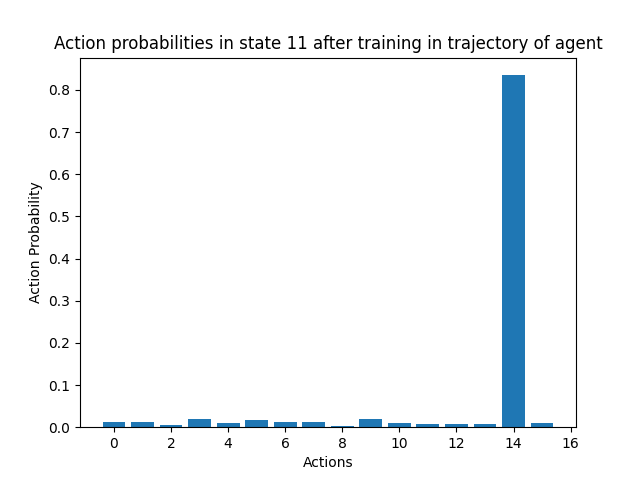 Action probabilities in state 11 after training in trajectory of agent
Action Probability
0.8
0.7
0.6
0.5
0.4
0.3
0.2
0.1
0.0
0 2 4 6 8 10 12 14 16
Actions